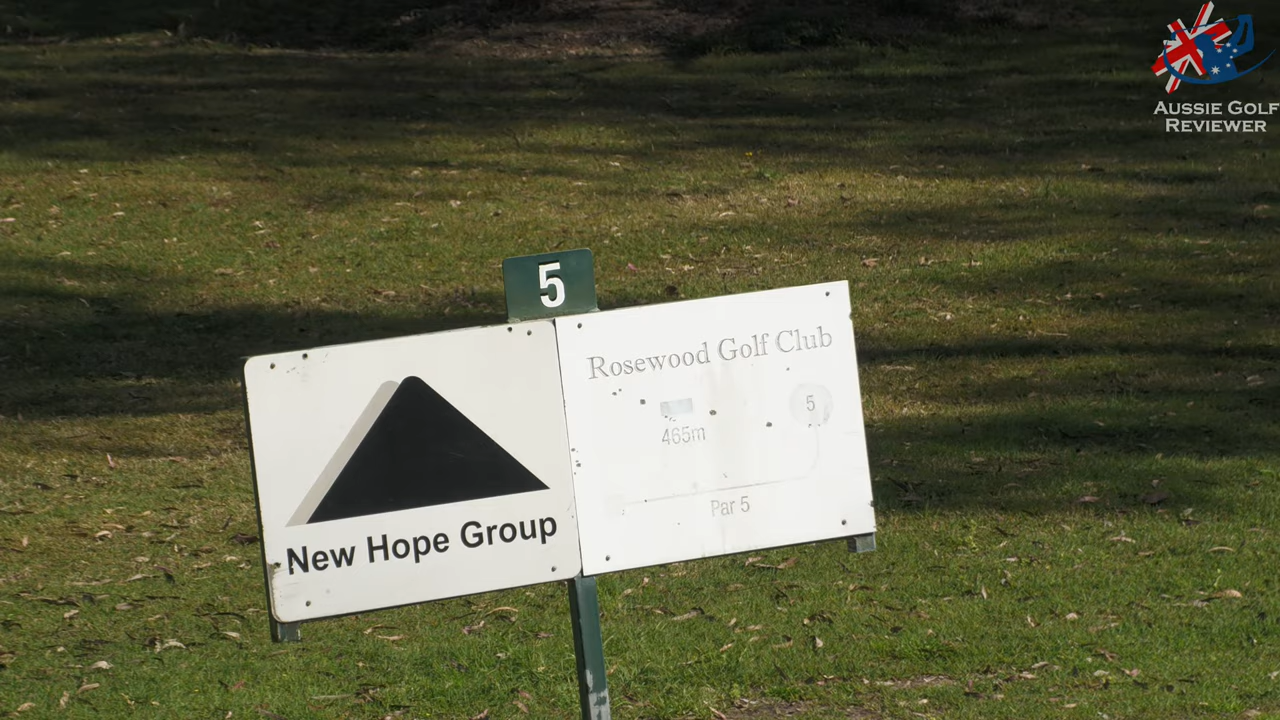 AUSSIE GOLF
REVIEWER
5
New Hope Group
Rosewood Golf Club
5
465m
Par 5